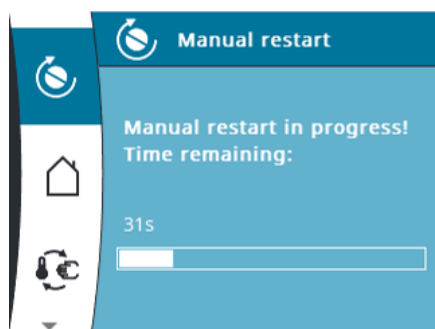 Manual restart
Manual restart in progress!
Time remaining:
31s